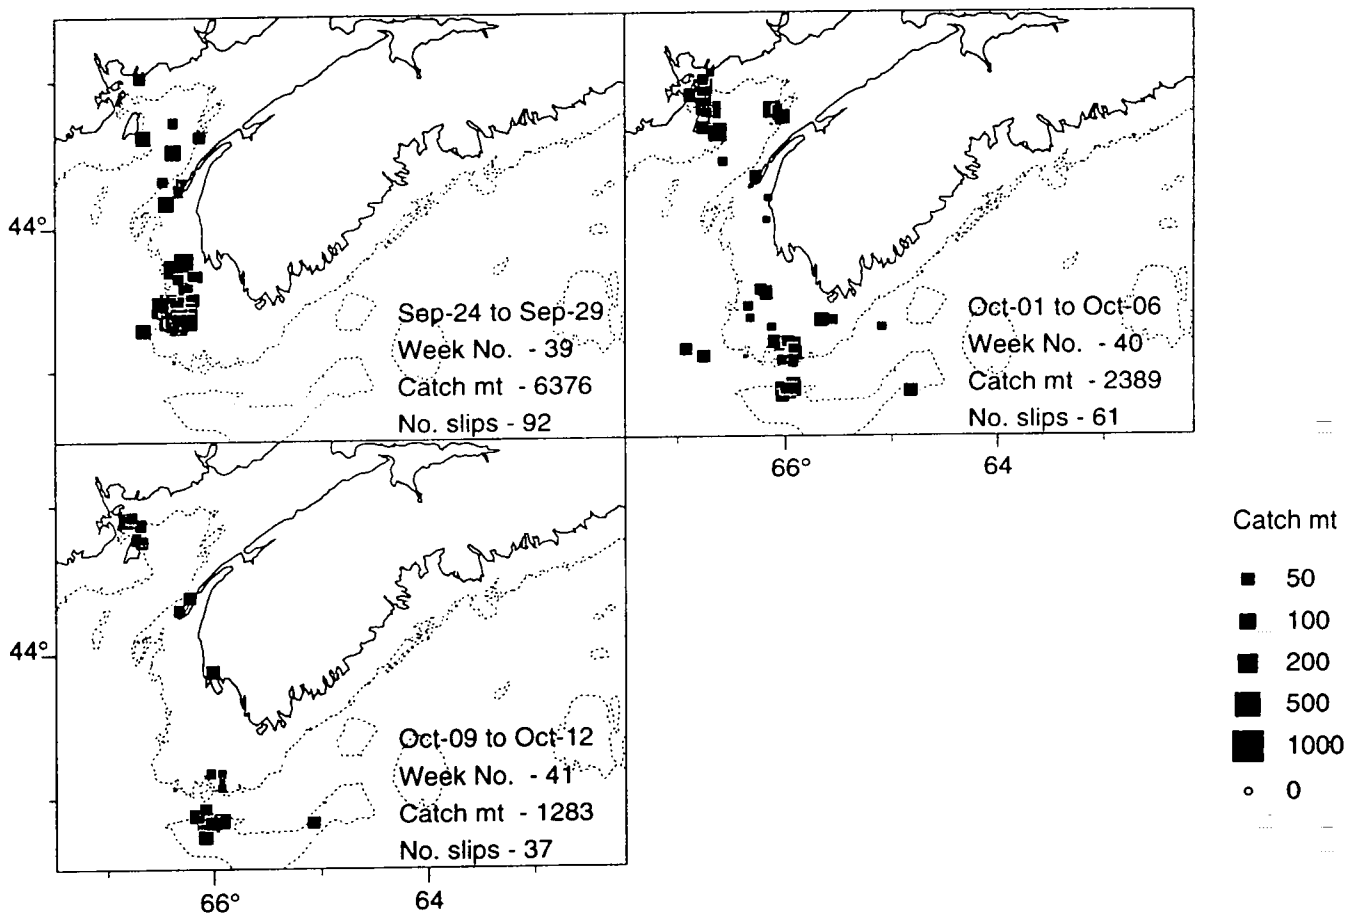 44°
Sep-24 to Sep-29
Week No. - 39
Catch mt - 6376
No. slips - 92
Oct-01 to Oct-06
Week No. - 40
Catch mt - 2389
No. slips - 61
66° 64
44°
Oct-09 to Oct-12
Week No. - 41
Catch mt - 1283
No. slips - 37
66° 64
Catch mt
50
100
200
500
1000
0